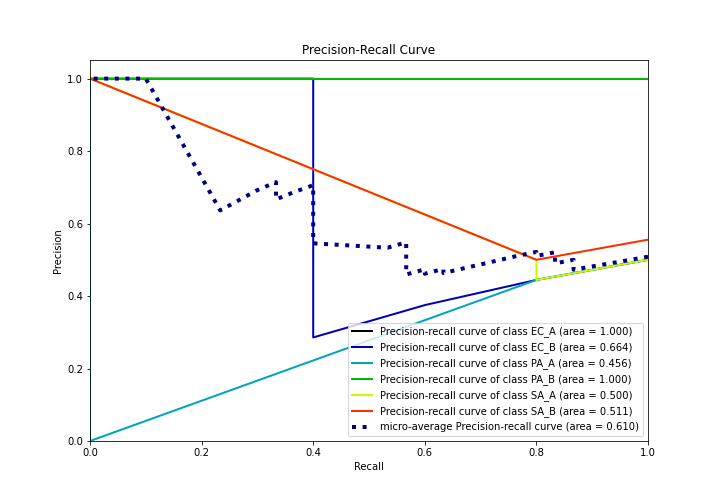 Precision-Recall Curve
1.0
0.8
0.6
0.4
0.2
0.0
Precision
0.0 0.2 0.4 0.6 0.8 1.0
Recall
Precision-recall curve of class EC_A (area = 1.000)
Precision-recall curve of class EC_B (area = 0.664)
Precision-recall curve of class PA_A (area = 0.456)
Precision-recall curve of class PA_B (area = 1.000)
Precision-recall curve of class SA_A (area = 0.500)
Precision-recall curve of class SA_B (area = 0.511)
micro-average Precision-recall curve (area = 0.610)